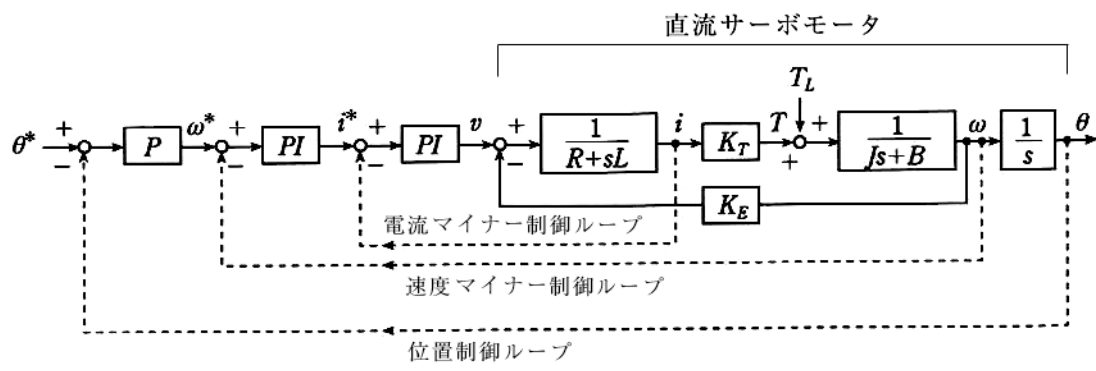 直流サーボモータ
T_L
θ* + − P ω* + − PI i* + − PI v + − 1/(R+sL) i K_T T + + 1/(Js+B) ω 1/s θ
K_E
電流マイナー制御ループ
速度マイナー制御ループ
位置制御ループ